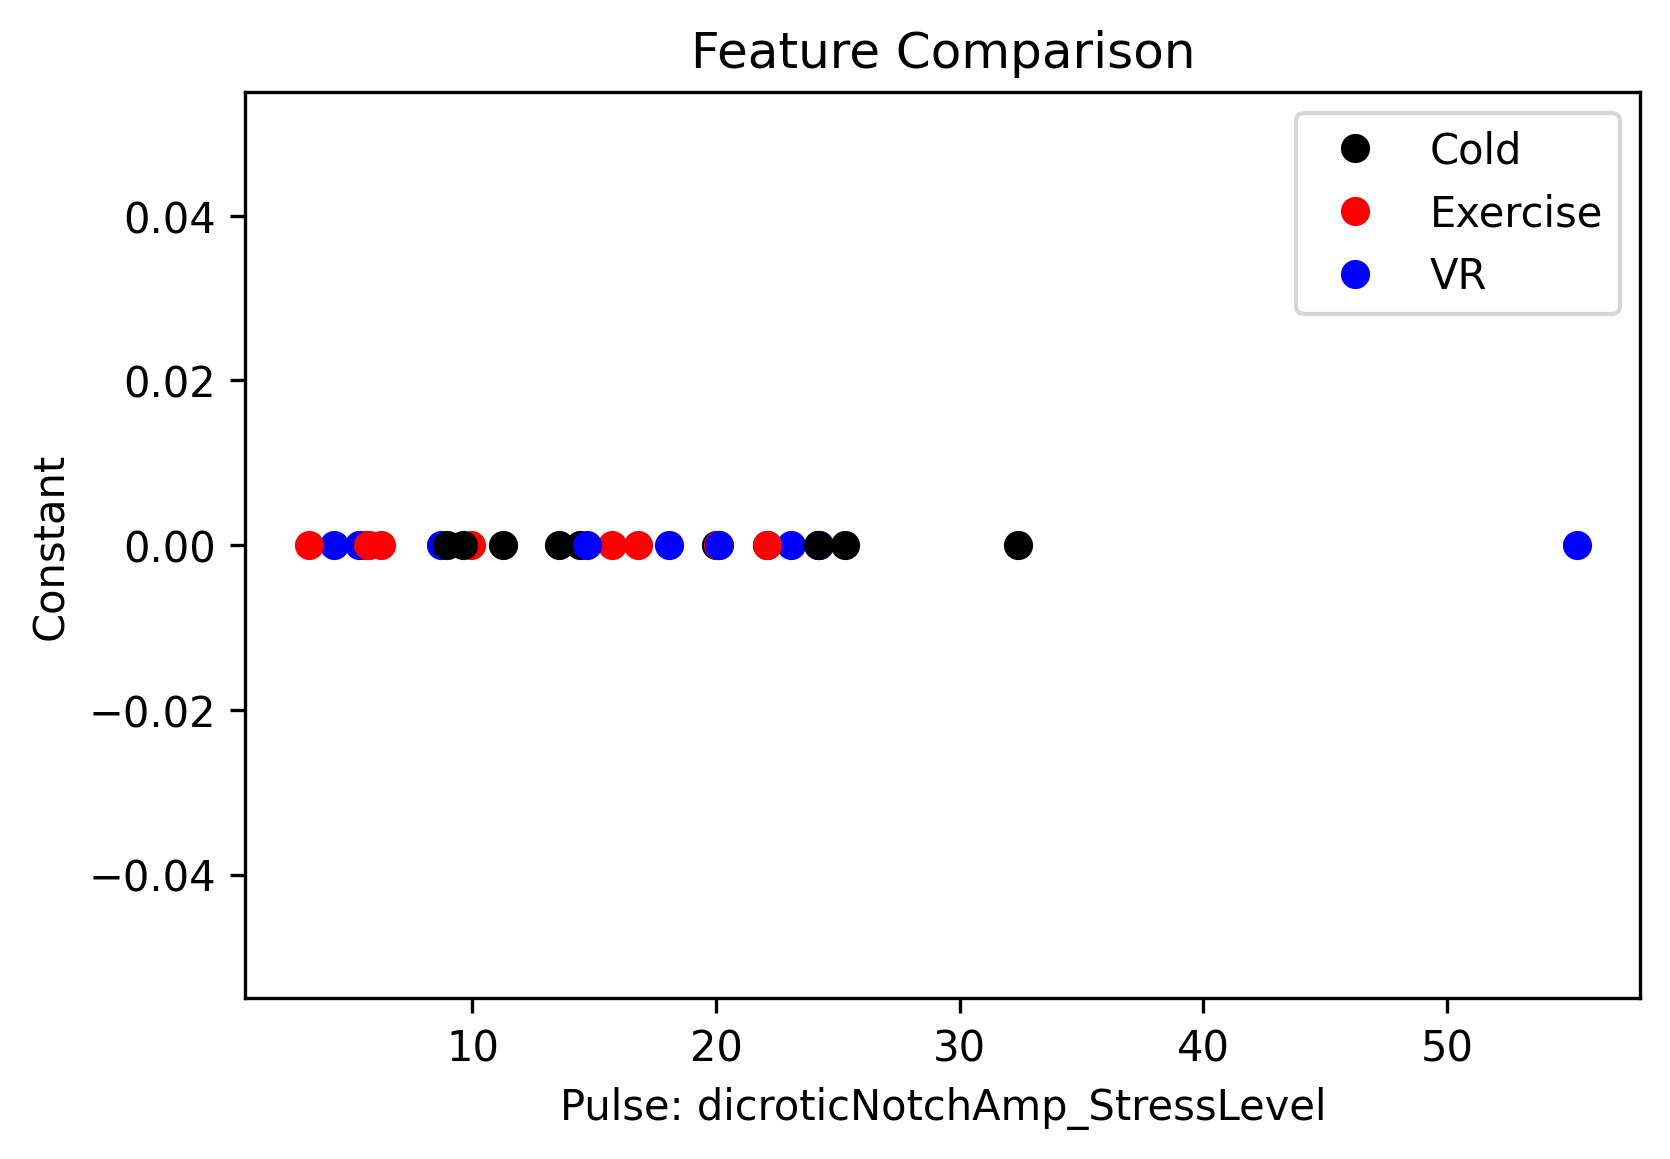 Feature Comparison
Cold
Exercise
VR
0.04
0.02
0.00
−0.02
−0.04
Constant
10 20 30 40 50
Pulse: dicroticNotchAmp_StressLevel